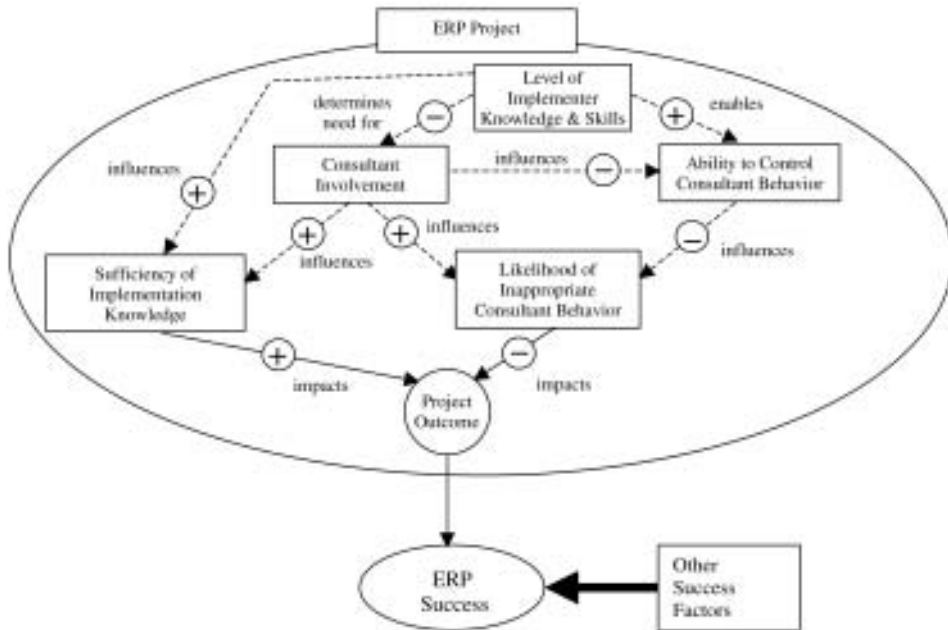 ERP Project
Level of
Implementer
Knowledge & Skills
determines
need for
−
+
enables
influences
+
Consultant
Involvement
influences
−
Ability to Control
Consultant Behavior
+
influences
+
influences
−
influences
Sufficiency of
Implementation
Knowledge
Likelihood of
Inappropriate
Consultant Behavior
+
impacts
−
impacts
Project
Outcome
ERP
Success
Other
Success
Factors